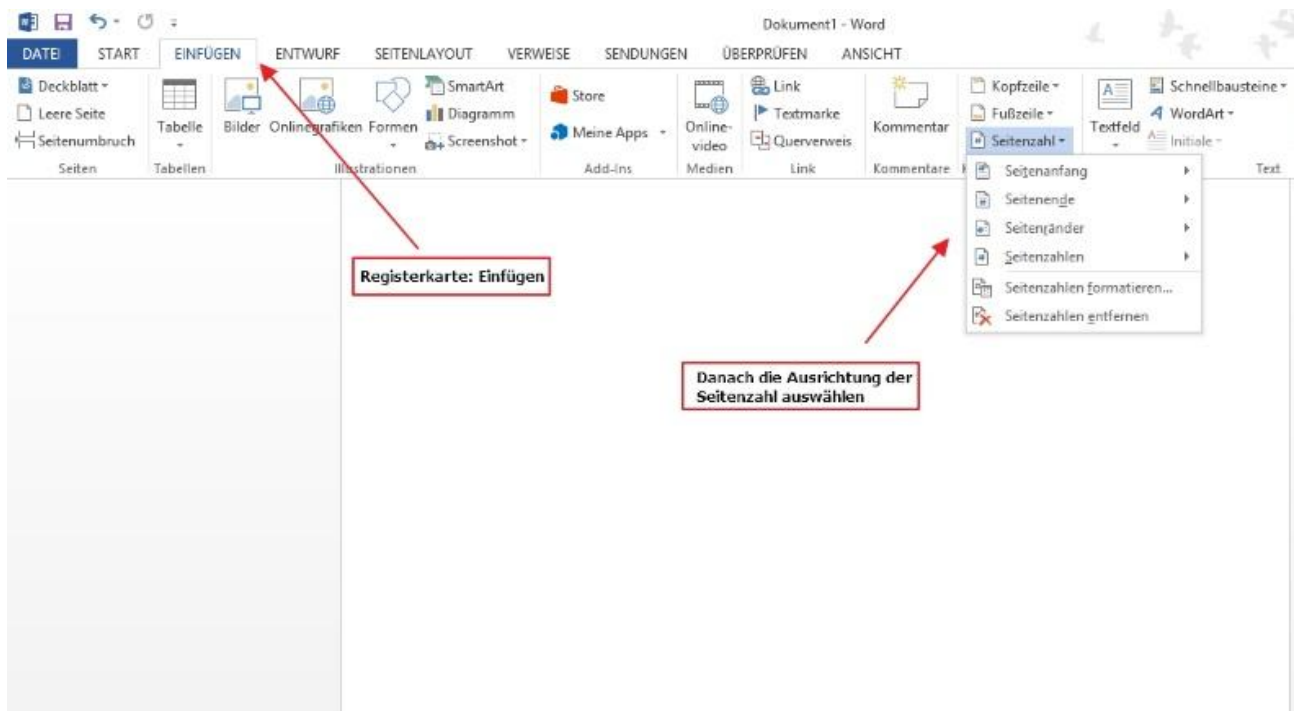 Dokument1 - Word
DATEI START EINFÜGEN ENTWURF SEITENLAYOUT VERWEISE SENDUNGEN ÜBERPRÜFEN ANSICHT
Deckblatt
Leere Seite
Seitenumbruch
Seiten
Tabelle
Tabellen
Bilder
Onlinegrafiken
Formen
SmartArt
Diagramm
Screenshot
Illustrationen
Store
Meine Apps
Add-Ins
Online-
video
Medien
Link
Textmarke
Querverweis
Link
Kommentar
Kommentare
Kopfzeile
Fußzeile
Seitenzahl
Textfeld
Schnellbausteine
WordArt
Initiale
Text
Seitenanfang
Seitenende
Seitenränder
Seitenzahlen
Seitenzahlen formatieren...
Seitenzahlen entfernen
Registerkarte: Einfügen
Danach die Ausrichtung der
Seitenzahl auswählen